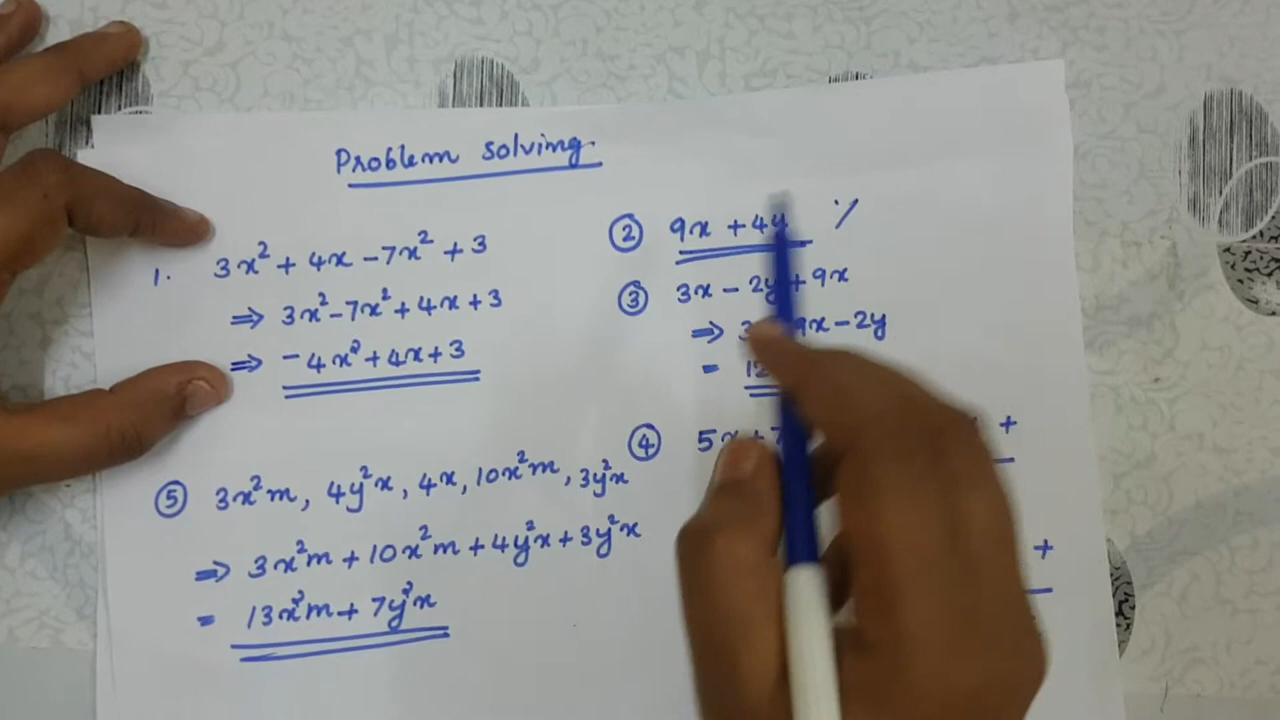 Problem solving.
1. 3x² + 4x - 7x² + 3
⇒ 3x² - 7x² + 4x + 3
⇒ -4x² + 4x + 3
② 9x + 4y
③ 3x - 2y + 9x
⇒ 3 9x - 2y
= 12
④ 5x + 7 +
+
⑤ 3x²m, 4y²x, 4x, 10x²m, 3y²x
⇒ 3x²m + 10x²m + 4y²x + 3y²x
= 13x²m + 7y²x